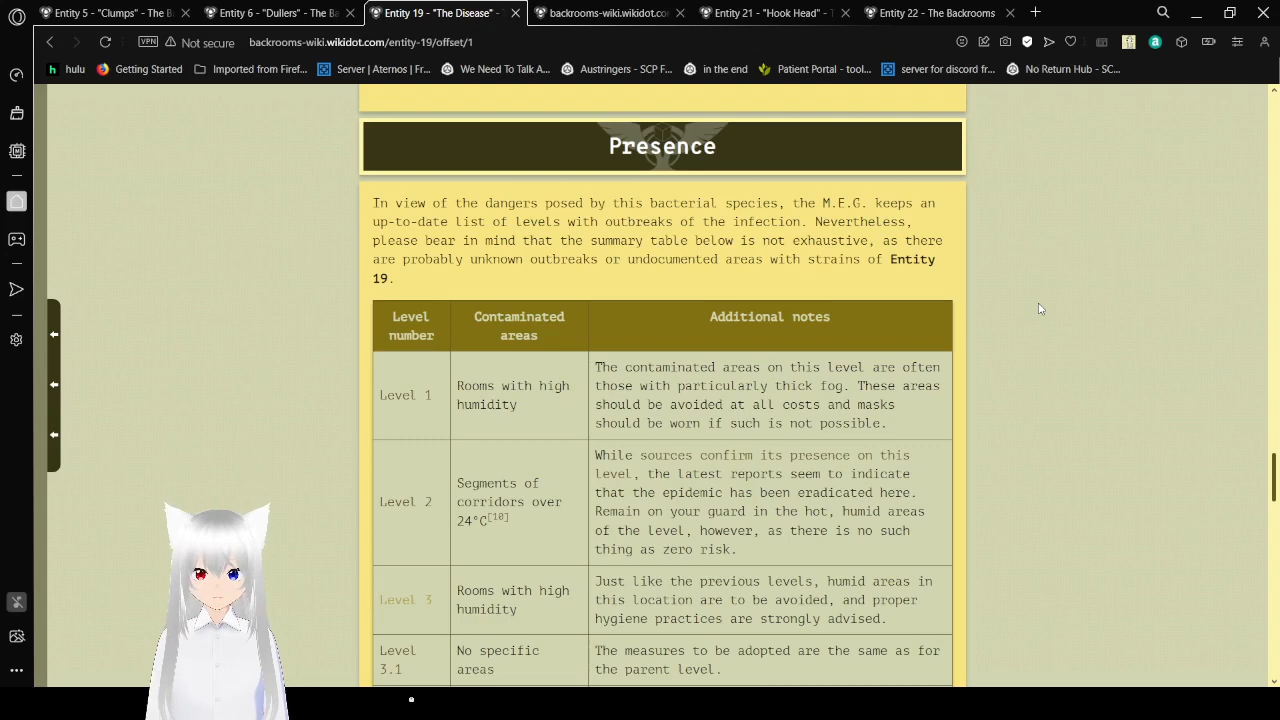 Entity 5 - "Clumps" - The B
Entity 6 - "Dullers" - The Ba
Entity 19 - "The Disease" -
backrooms-wiki.wikidot.co
Entity 21 - "Hook Head" - T
Entity 22 - The Backrooms
VPN
Not secure
backrooms-wiki.wikidot.com/entity-19/offset/1
hulu
Getting Started
Imported from Firef...
Server | Aternos | Fr...
We Need To Talk A...
Austringers - SCP F...
in the end
Patient Portal - tool...
server for discord fr...
No Return Hub - SC...
Presence
In view of the dangers posed by this bacterial species, the M.E.G. keeps an
up-to-date list of levels with outbreaks of the infection. Nevertheless,
please bear in mind that the summary table below is not exhaustive, as there
are probably unknown outbreaks or undocumented areas with strains of Entity
19.
Level
number
Contaminated
areas
Additional notes
Level 1
Rooms with high
humidity
The contaminated areas on this level are often
those with particularly thick fog. These areas
should be avoided at all costs and masks
should be worn if such is not possible.
Level 2
Segments of
corridors over
24°C[10]
While sources confirm its presence on this
level, the latest reports seem to indicate
that the epidemic has been eradicated here.
Remain on your guard in the hot, humid areas
of the level, however, as there is no such
thing as zero risk.
Level 3
Rooms with high
humidity
Just like the previous levels, humid areas in
this location are to be avoided, and proper
hygiene practices are strongly advised.
Level
3.1
No specific
areas
The measures to be adopted are the same as for
the parent level.